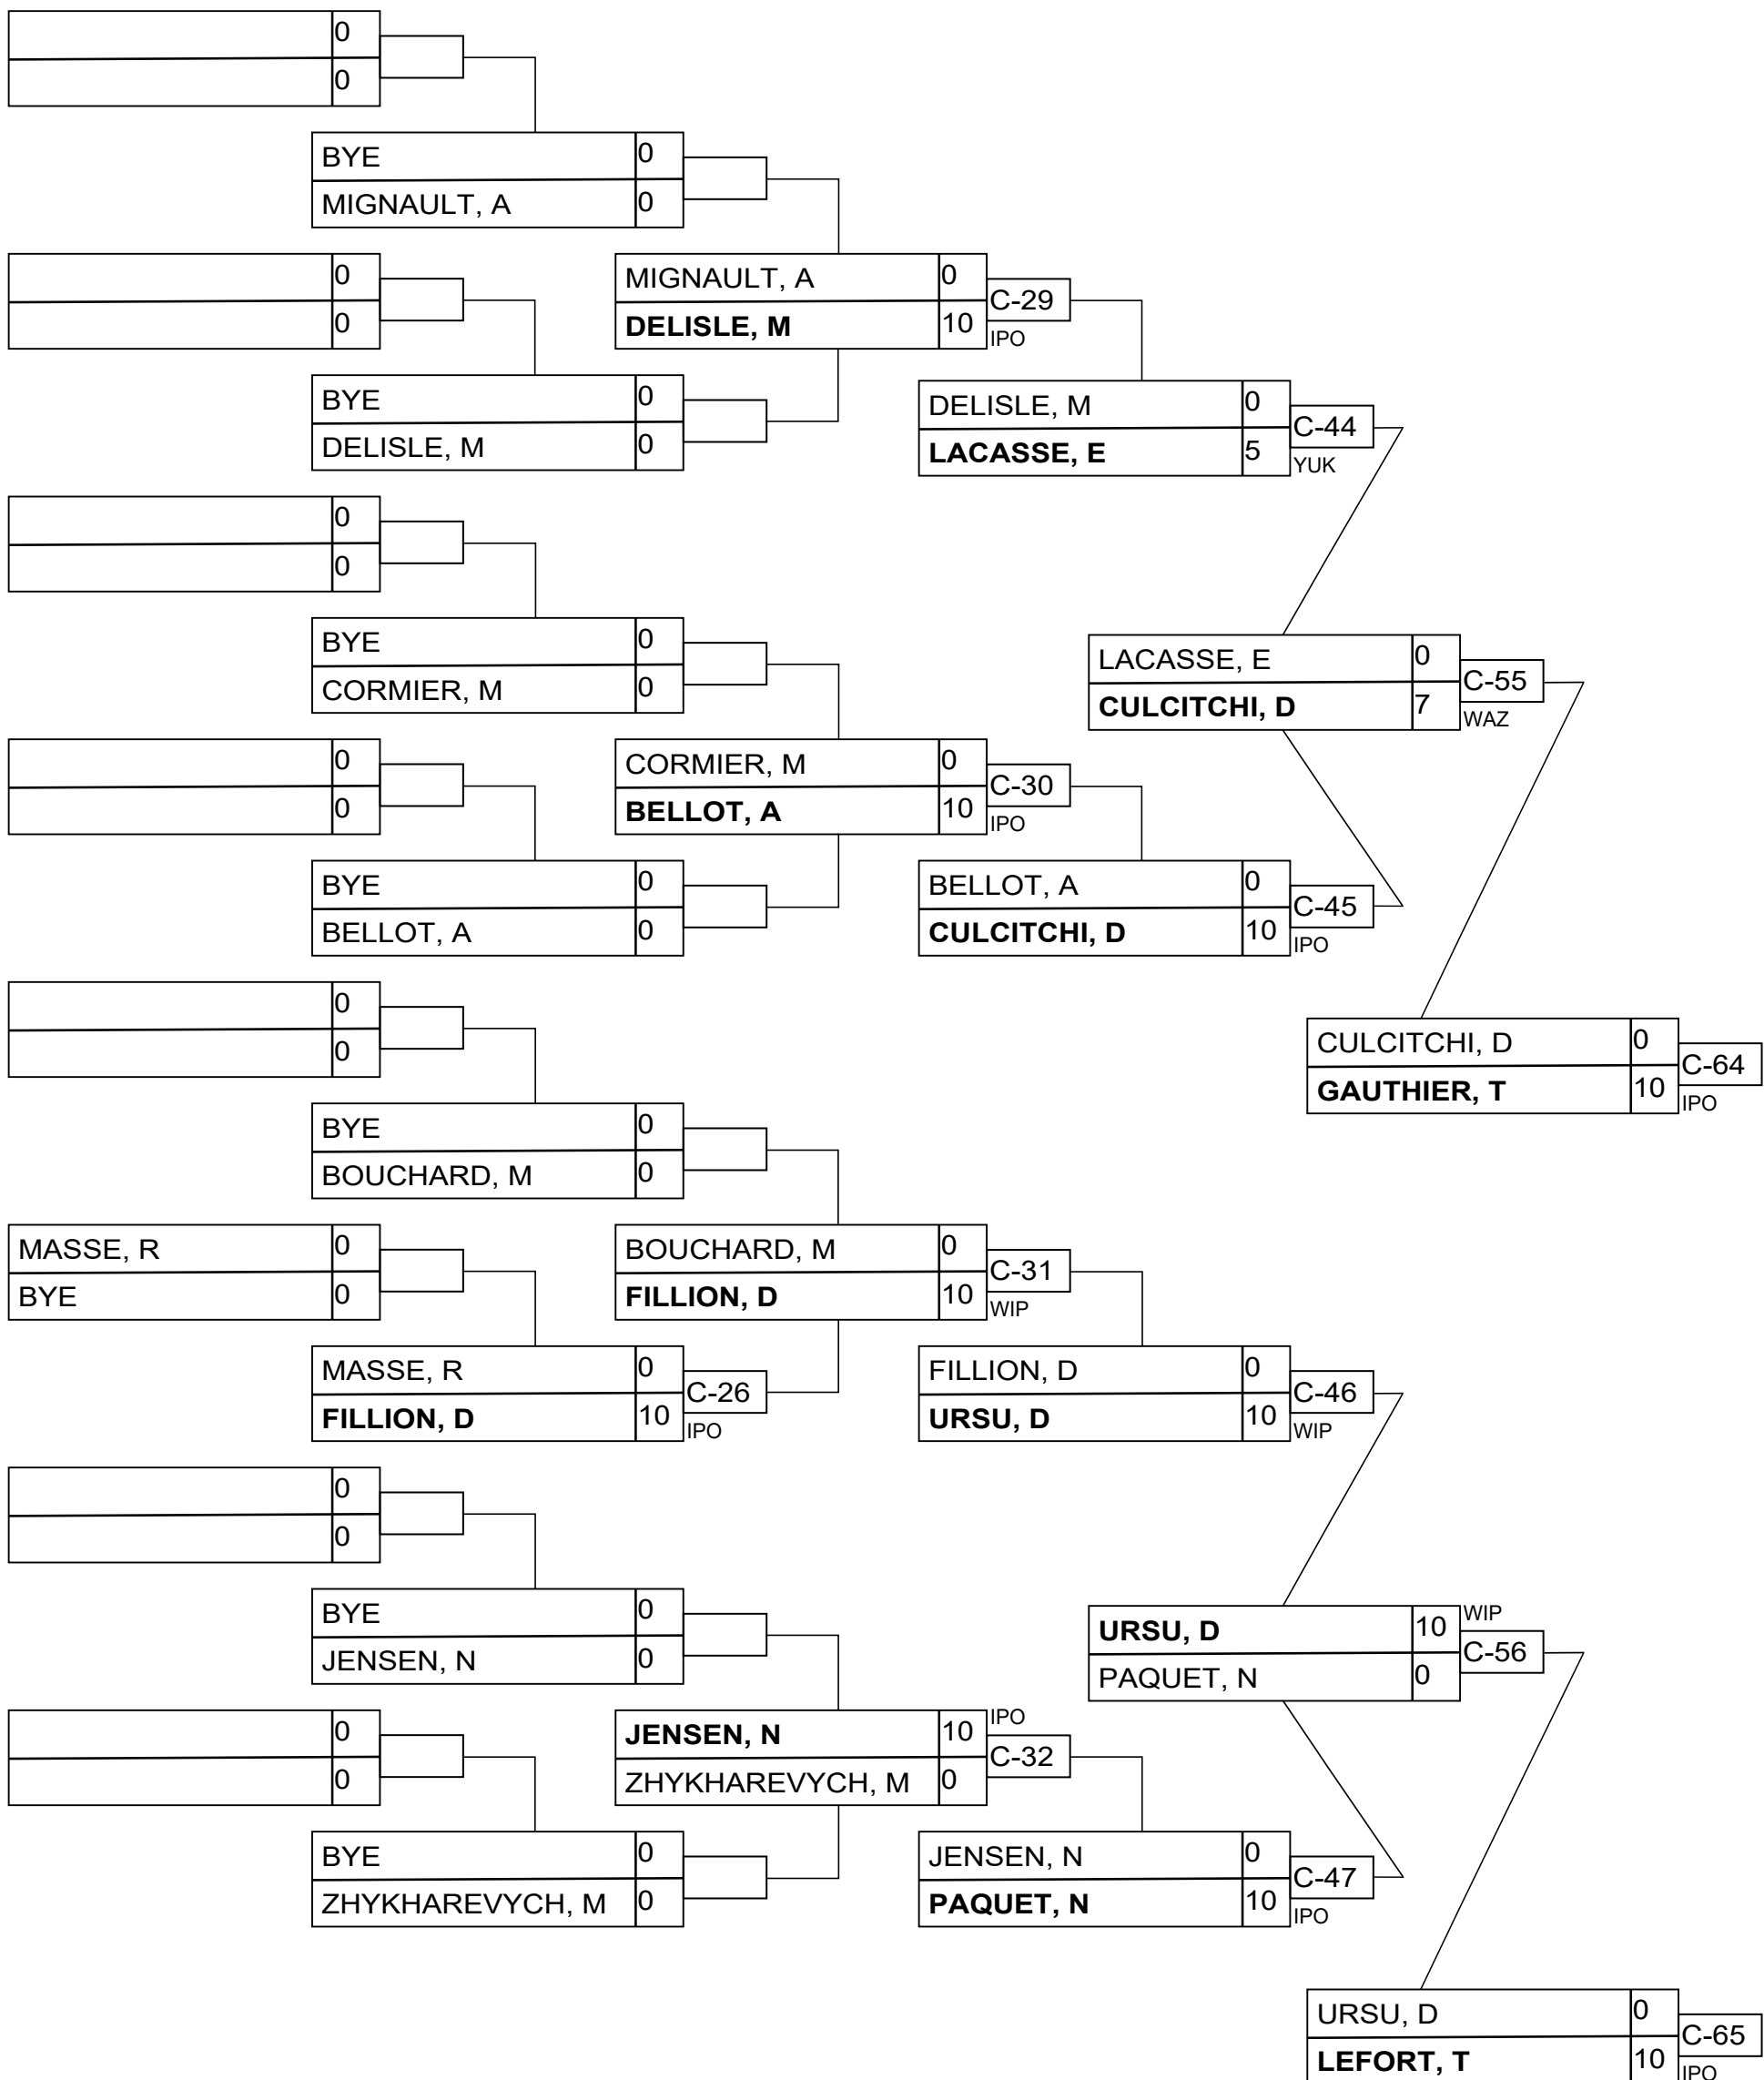 0
0
BYE 0
MIGNAULT, A 0
0
0
MIGNAULT, A 0
C-29
DELISLE, M 10
IPO
BYE 0
DELISLE, M 0
DELISLE, M 0
C-44
LACASSE, E 5
YUK
0
0
BYE 0
CORMIER, M 0
LACASSE, E 0
C-55
CULCITCHI, D 7
WAZ
0
0
CORMIER, M 0
C-30
BELLOT, A 10
IPO
BYE 0
BELLOT, A 0
BELLOT, A 0
C-45
CULCITCHI, D 10
IPO
0
0
CULCITCHI, D 0
C-64
GAUTHIER, T 10
IPO
BYE 0
BOUCHARD, M 0
MASSE, R 0
BYE 0
BOUCHARD, M 0
C-31
FILLION, D 10
WIP
MASSE, R 0
C-26
FILLION, D 10
IPO
FILLION, D 0
C-46
URSU, D 10
WIP
0
0
BYE 0
JENSEN, N 0
URSU, D 10
WIP
C-56
PAQUET, N 0
0
0
JENSEN, N 10
IPO
C-32
ZHYKHAREVYCH, M 0
BYE 0
ZHYKHAREVYCH, M 0
JENSEN, N 0
C-47
PAQUET, N 10
IPO
URSU, D 0
C-65
LEFORT, T 10
IPO